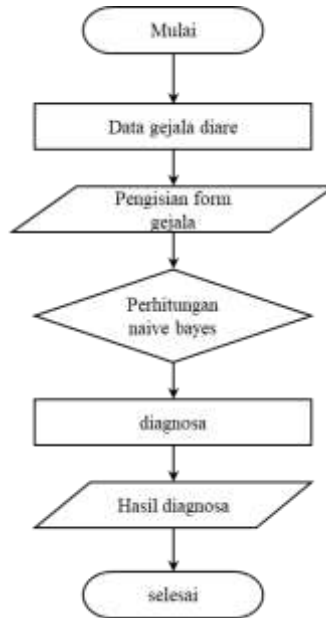 Mulai
Data gejala diare
Pengisian form
gejala
Perhitungan
naive bayes
diagnosa
Hasil diagnosa
selesai